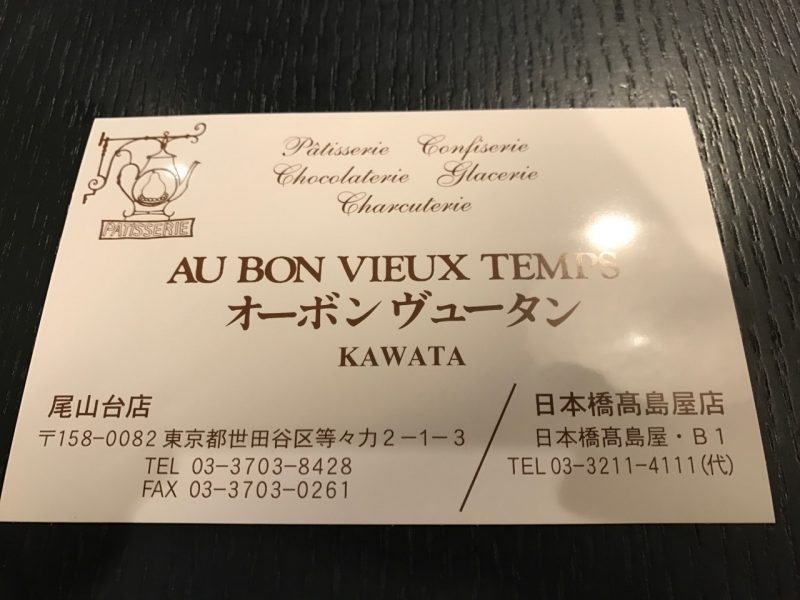 PATISSERIE
Pâtisserie Confiserie
Chocolaterie Glacerie
Charcuterie
AU BON VIEUX TEMPS
オーボンヴュータン
KAWATA
尾山台店
〒158-0082 東京都世田谷区等々力2-1-3
TEL 03-3703-8428
FAX 03-3703-0261
日本橋髙島屋店
日本橋髙島屋・B1
TEL 03-3211-4111(代)